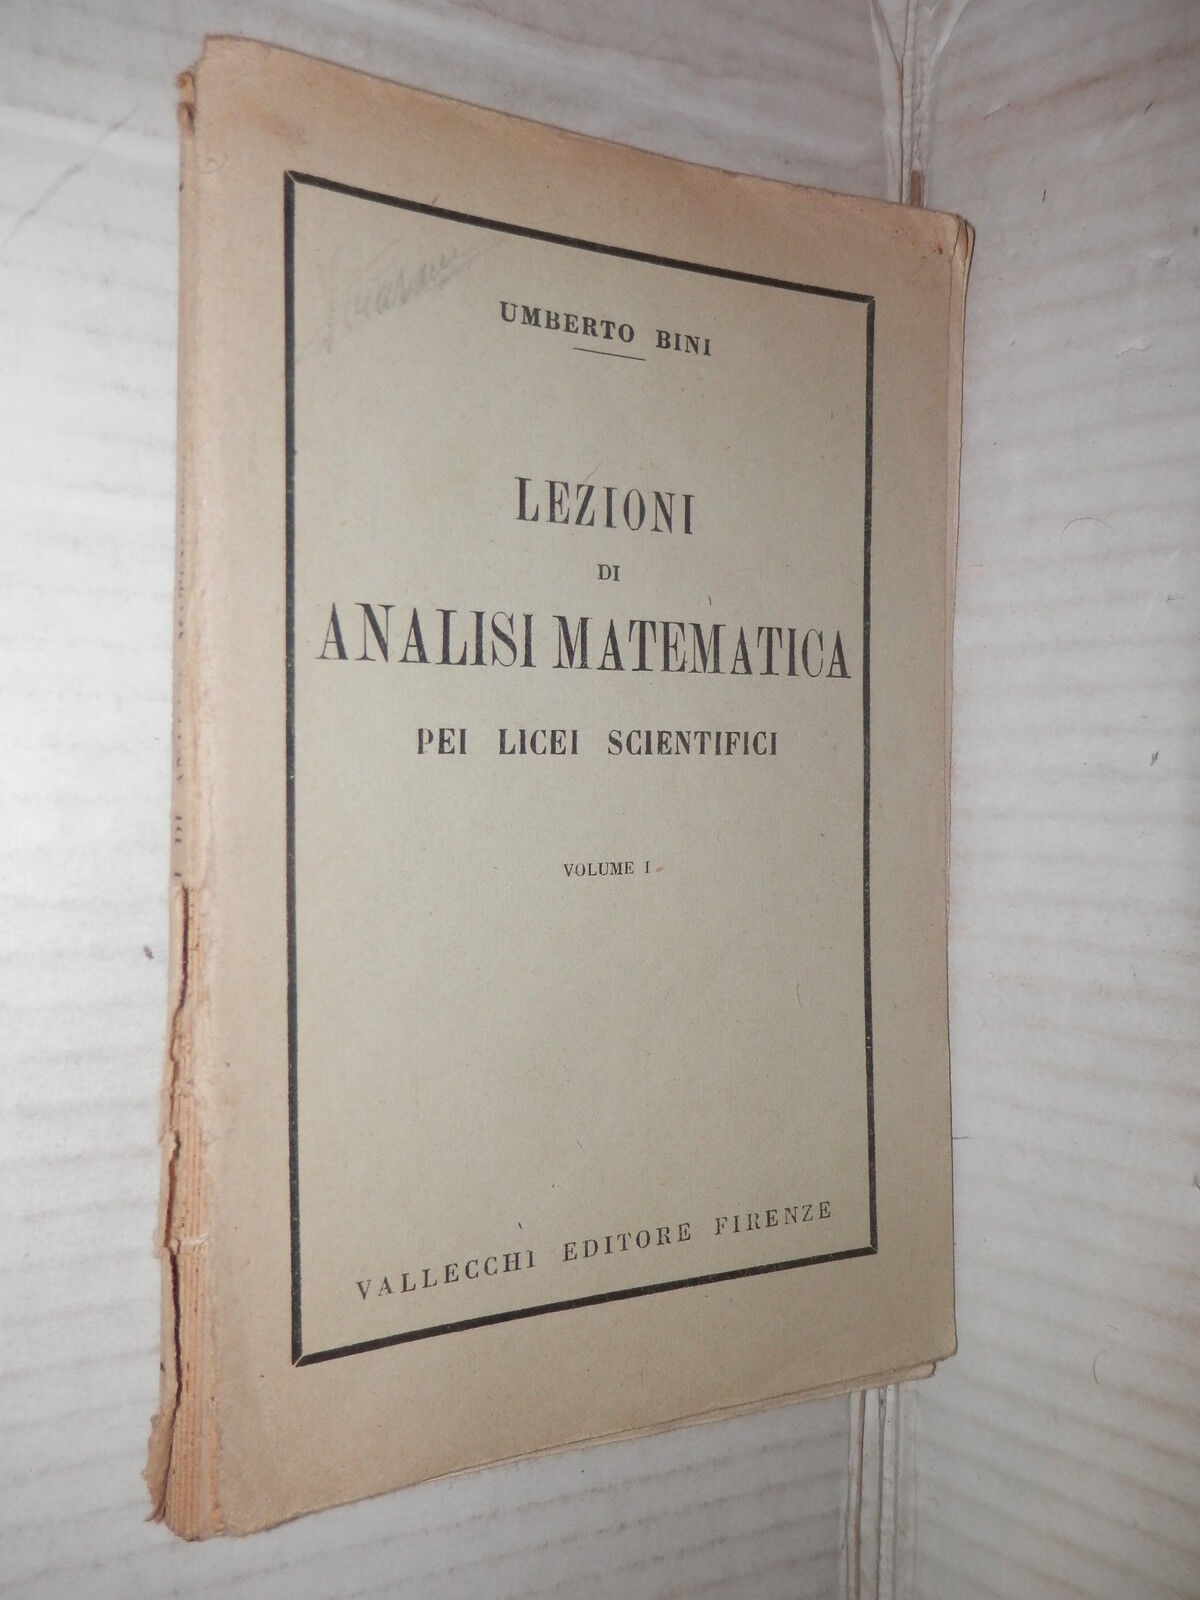 UMBERTO BINI
LEZIONI
DI
ANALISI MATEMATICA
PEI LICEI SCIENTIFICI
VOLUME I
VALLECCHI EDITORE FIRENZE